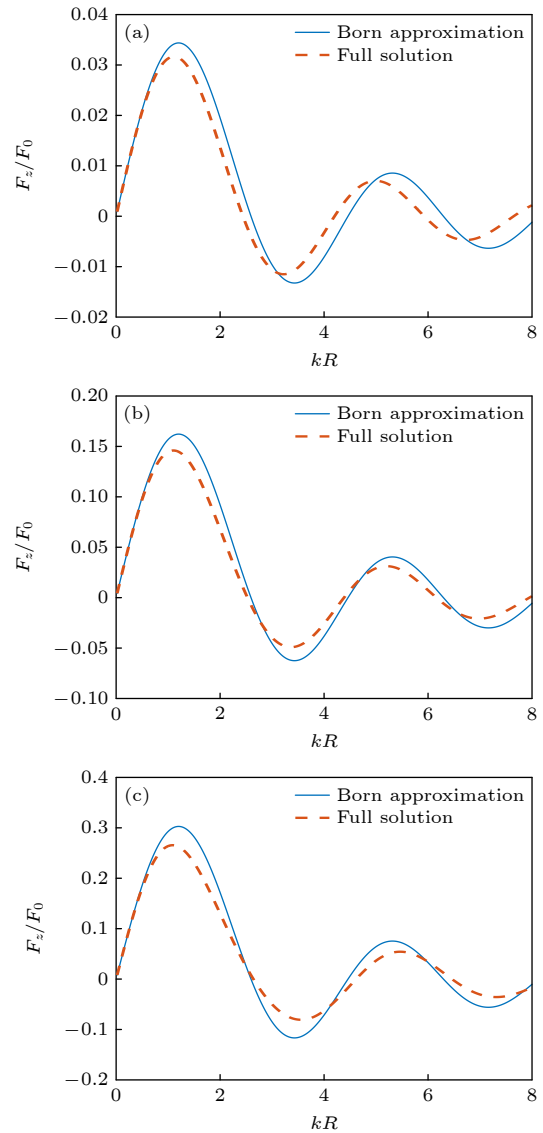 (a)
Born approximation
Full solution
0.04
0.03
0.02
0.01
0
−0.01
−0.02
F_z/F_0
0 2 4 6 8
kR
(b)
Born approximation
Full solution
0.20
0.15
0.10
0.05
0
−0.05
−0.10
F_z/F_0
0 2 4 6 8
kR
(c)
Born approximation
Full solution
0.4
0.3
0.2
0.1
0
−0.1
−0.2
F_z/F_0
0 2 4 6 8
kR